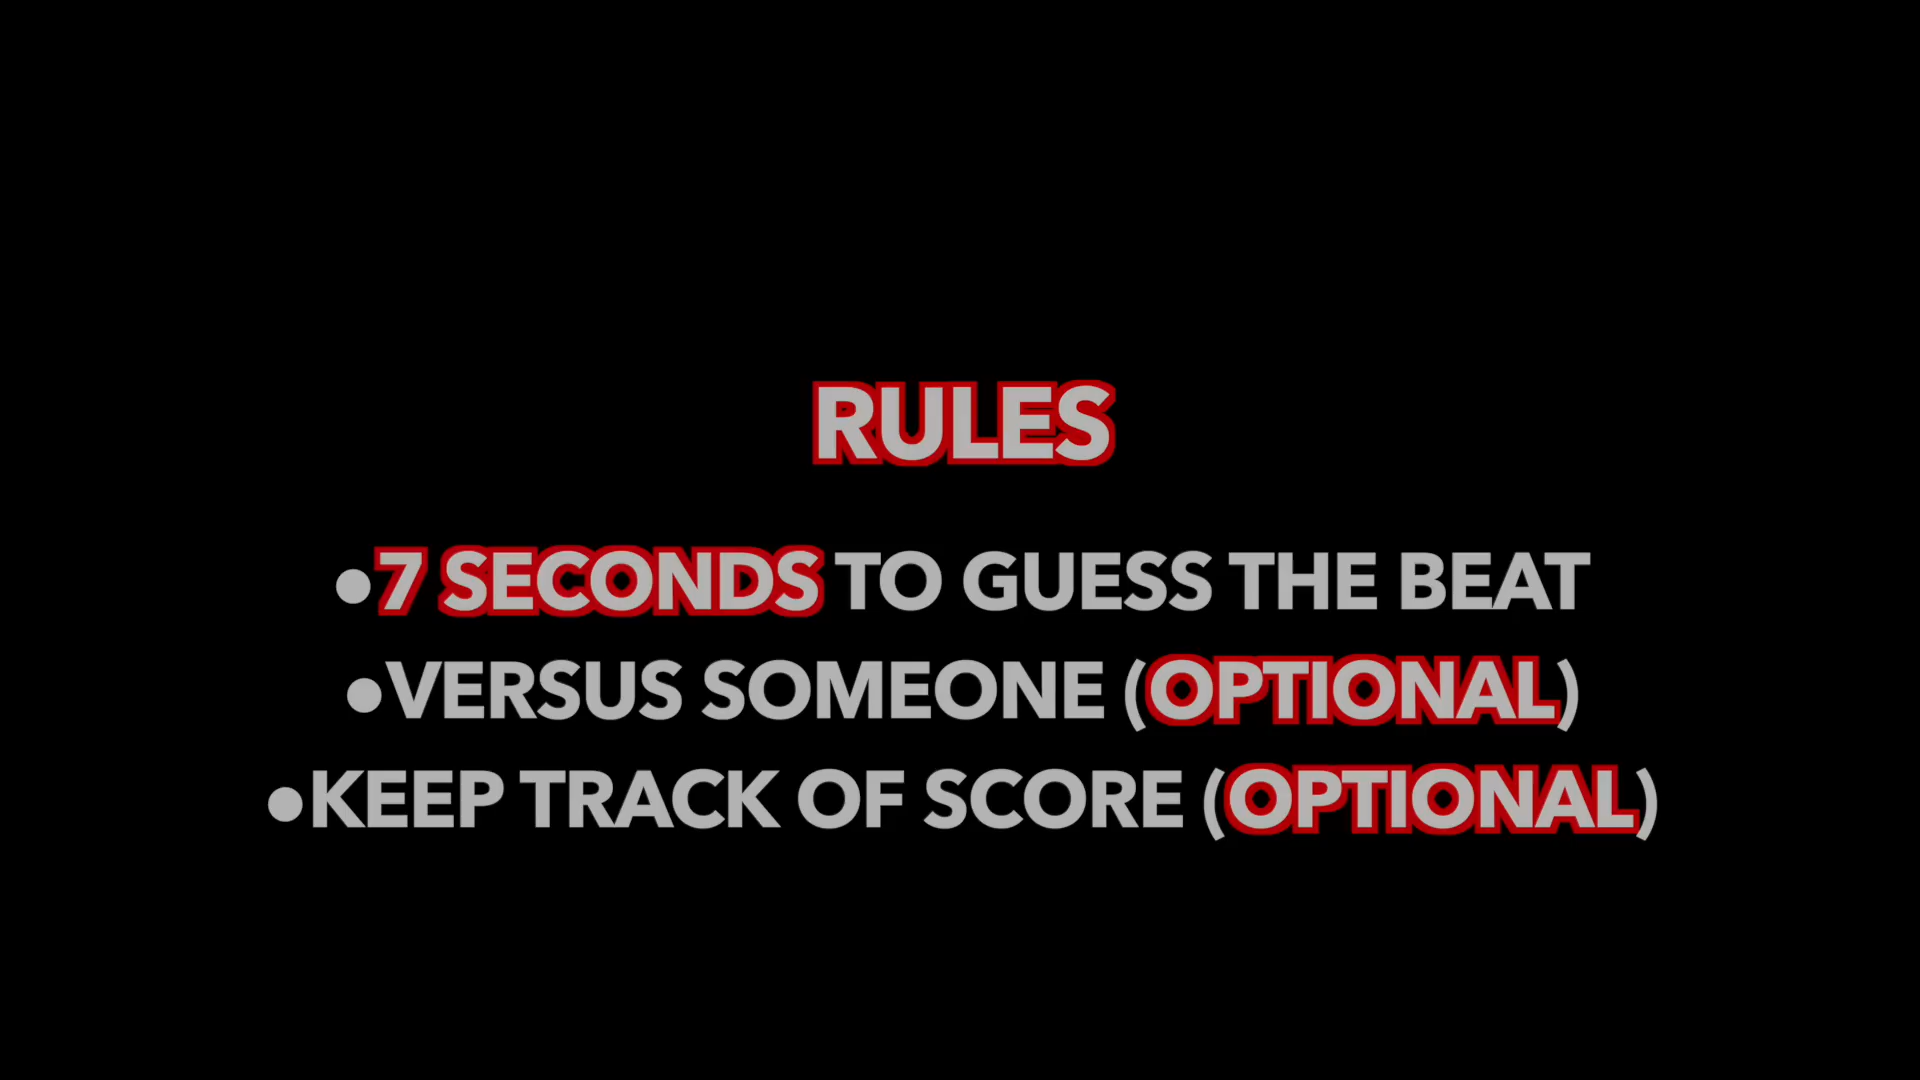 RULES
•7 SECONDS TO GUESS THE BEAT
•VERSUS SOMEONE (OPTIONAL)
•KEEP TRACK OF SCORE (OPTIONAL)